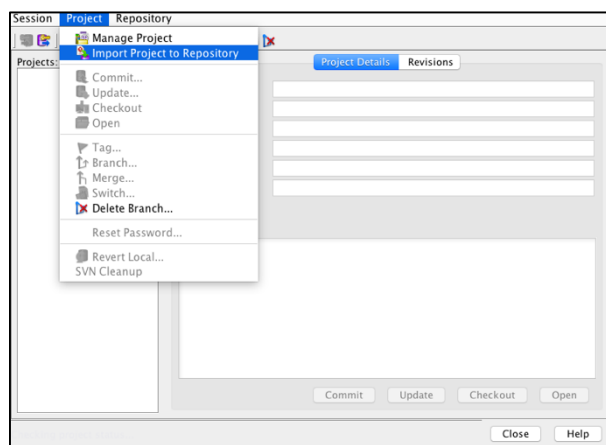 Session Project Repository
Manage Project
Import Project to Repository
Projects:
Project Details Revisions
Commit...
Update...
Checkout
Open
Tag...
Branch...
Merge...
Switch...
Delete Branch...
Reset Password...
Revert Local...
SVN Cleanup
Commit Update Checkout Open
Close Help